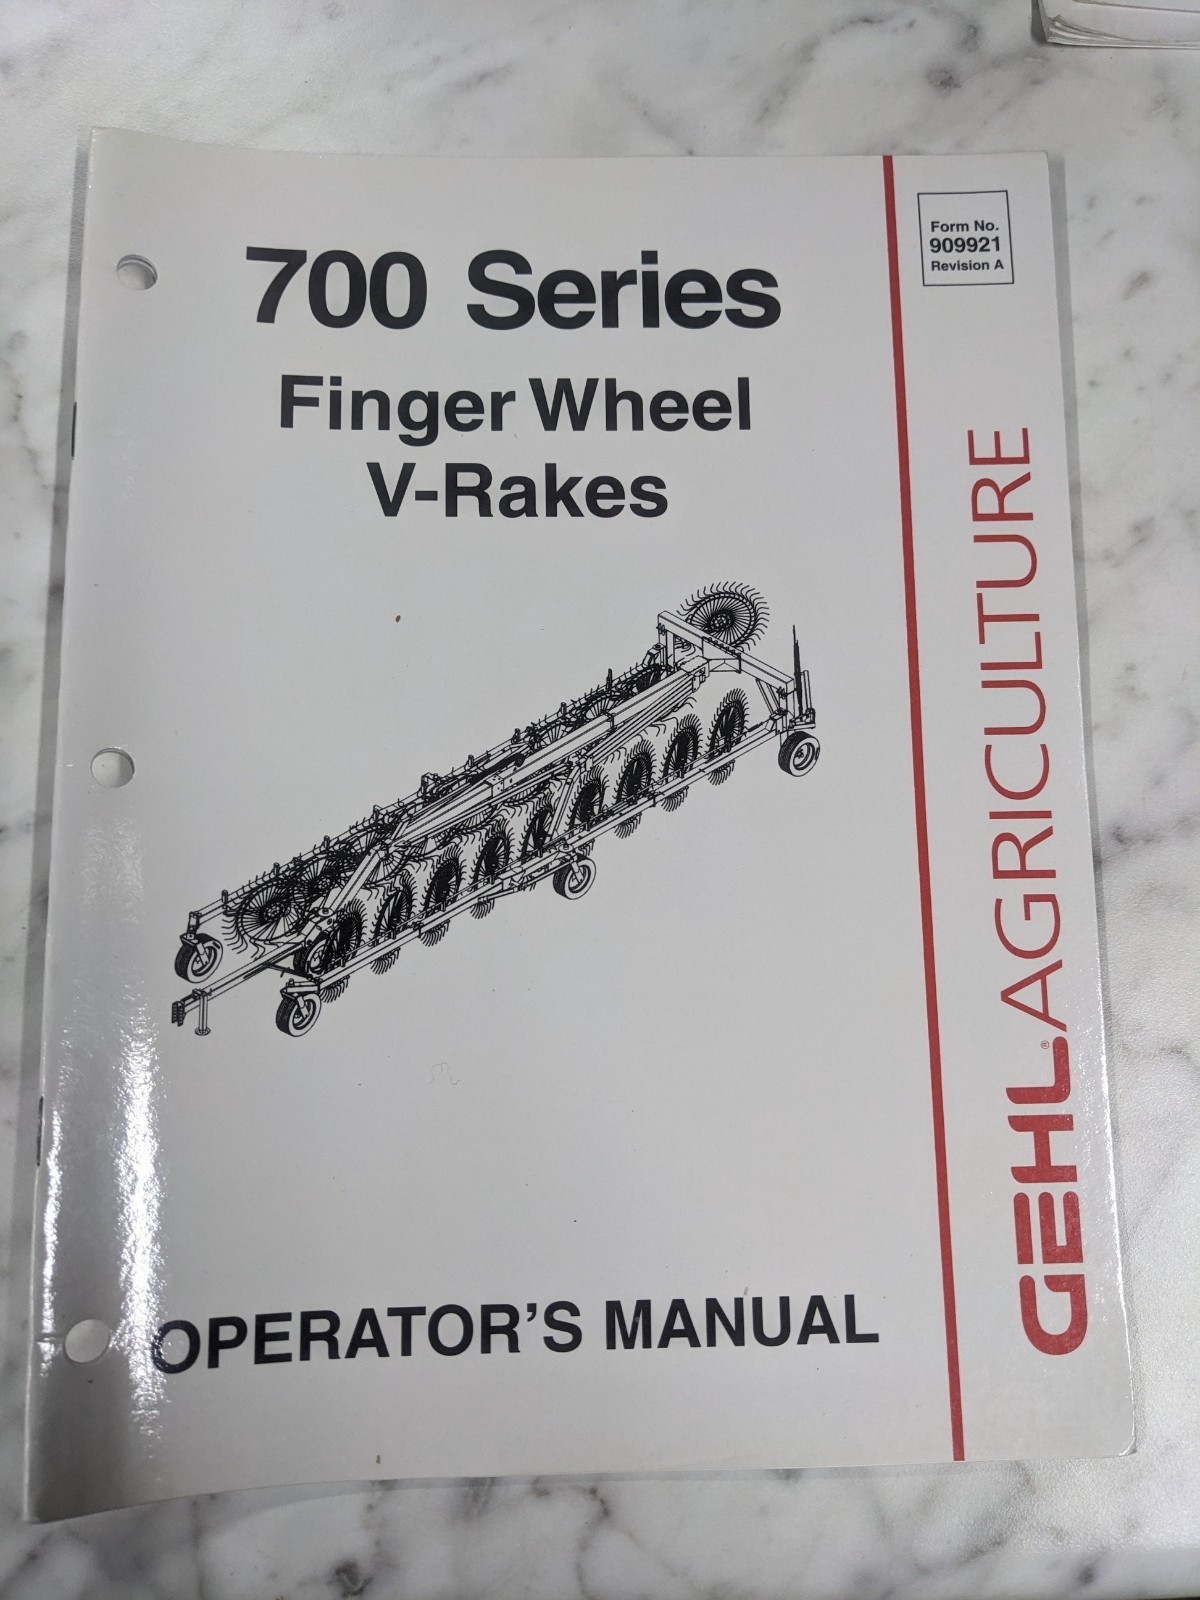 700 Series
Finger Wheel
V-Rakes
OPERATOR'S MANUAL
Form No.
909921
Revision A
GEHL® AGRICULTURE